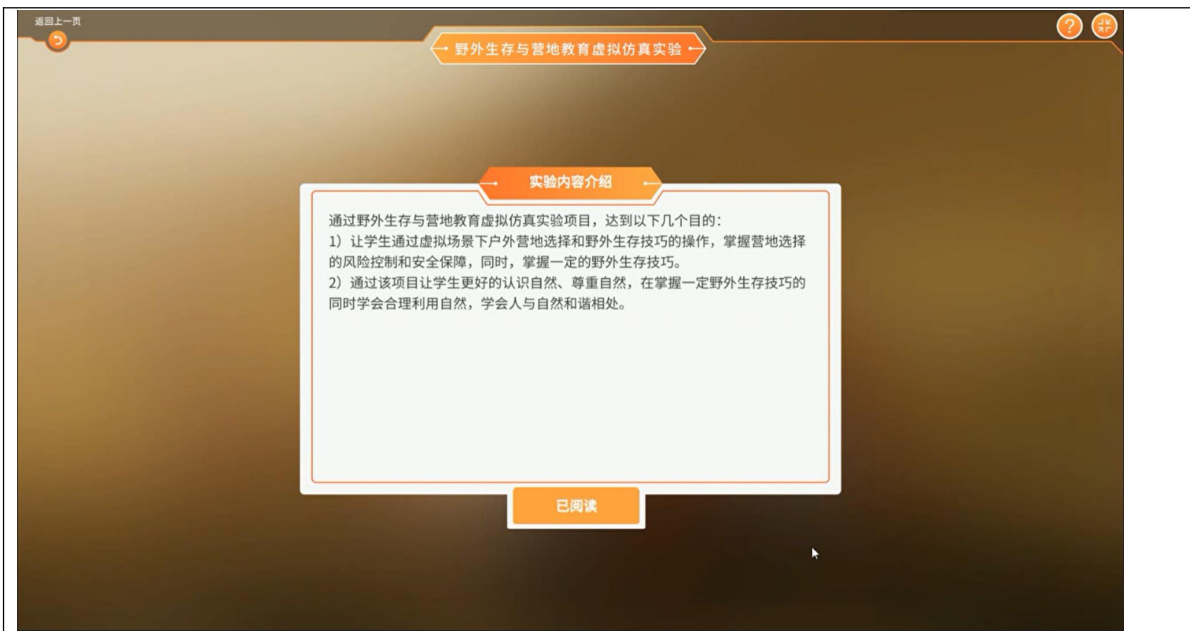 返回上一页
野外生存与营地教育虚拟仿真实验
?
实验内容介绍
通过野外生存与营地教育虚拟仿真实验项目，达到以下几个目的：
1）让学生通过虚拟场景下户外营地选择和野外生存技巧的操作，掌握营地选择
的风险控制和安全保障，同时，掌握一定的野外生存技巧。
2）通过该项目让学生更好的认识自然、尊重自然，在掌握一定野外生存技巧的
同时学会合理利用自然，学会人与自然和谐相处。
已阅读